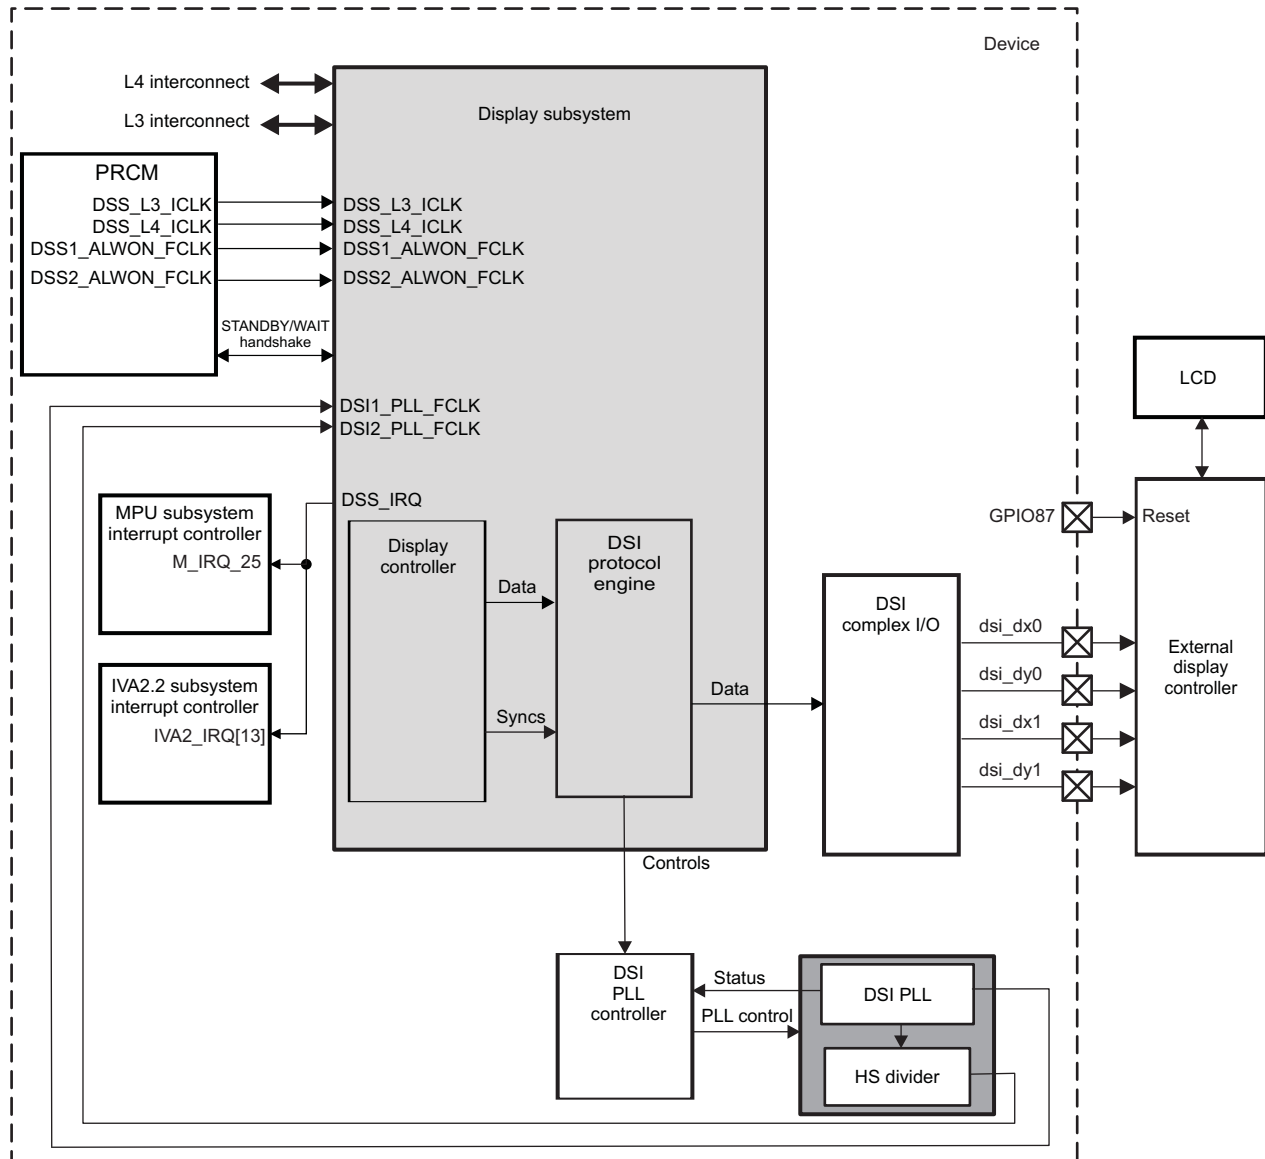 Device
L4 interconnect
L3 interconnect
Display subsystem
PRCM
DSS_L3_ICLK
DSS_L4_ICLK
DSS1_ALWON_FCLK
DSS2_ALWON_FCLK
DSS_L3_ICLK
DSS_L4_ICLK
DSS1_ALWON_FCLK
DSS2_ALWON_FCLK
STANDBY/WAIT
handshake
DSI1_PLL_FCLK
DSI2_PLL_FCLK
DSS_IRQ
MPU subsystem
interrupt controller
M_IRQ_25
IVA2.2 subsystem
interrupt controller
IVA2_IRQ[13]
Display
controller
Data
Syncs
DSI
protocol
engine
Data
DSI
complex I/O
GPIO87
dsi_dx0
dsi_dy0
dsi_dx1
dsi_dy1
LCD
Reset
External
display
controller
Controls
DSI
PLL
controller
Status
PLL control
DSI PLL
HS divider